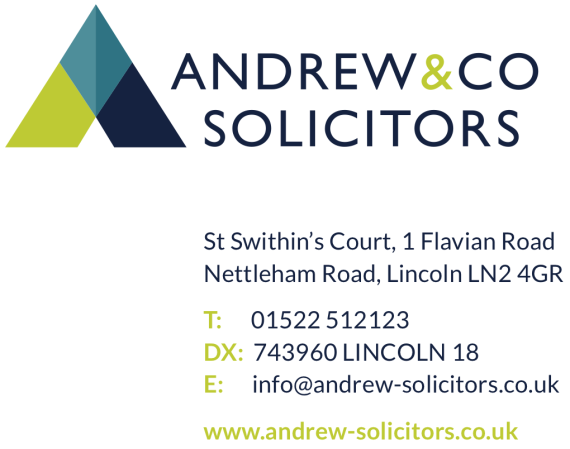 ANDREW&CO
SOLICITORS
St Swithin’s Court, 1 Flavian Road
Nettleham Road, Lincoln LN2 4GR
T: 01522 512123
DX: 743960 LINCOLN 18
E: info@andrew-solicitors.co.uk
www.andrew-solicitors.co.uk